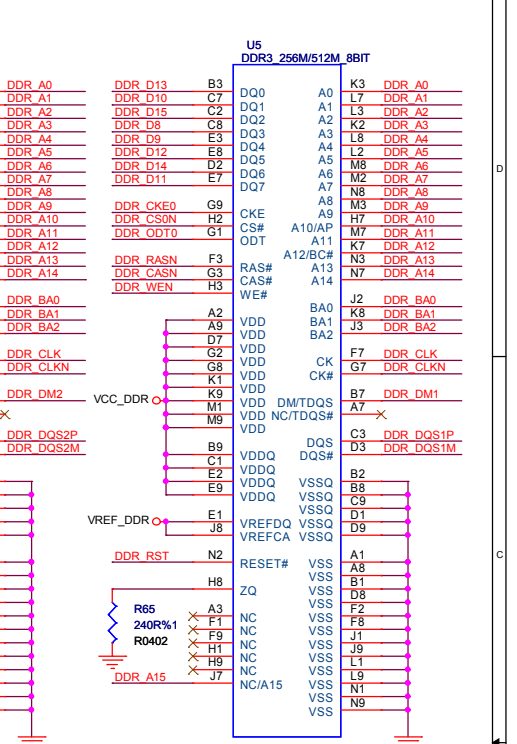 U5
DDR3_256M/512M_8BIT
DDR_A0 DDR_D13 B3 DQ0 A0 K3 DDR_A0
DDR_A1 DDR_D10 C7 DQ1 A1 L7 DDR_A1
DDR_A2 DDR_D15 C2 DQ2 A2 L3 DDR_A2
DDR_A3 DDR_D8 C8 DQ3 A3 K2 DDR_A3
DDR_A4 DDR_D9 E3 DQ4 A4 L8 DDR_A4
DDR_A5 DDR_D12 E8 DQ5 A5 L2 DDR_A5
DDR_A6 DDR_D14 D2 DQ6 A6 M8 DDR_A6 D
DDR_A7 DDR_D11 E7 DQ7 A7 M2 DDR_A7
DDR_A8 A8 N8 DDR_A8
DDR_A9 DDR_CKE0 G9 CKE A9 M3 DDR_A9
DDR_A10 DDR_CS0N H2 CS# A10/AP H7 DDR_A10
DDR_A11 DDR_ODT0 G1 ODT A11 M7 DDR_A11
DDR_A12 A12/BC# K7 DDR_A12
DDR_A13 DDR_RASN F3 RAS# A13 N3 DDR_A13
DDR_A14 DDR_CASN G3 CAS# A14 N7 DDR_A14
DDR_WEN H3 WE#
DDR_BA0 BA0 J2 DDR_BA0
DDR_BA1 A2 VDD BA1 K8 DDR_BA1
DDR_BA2 A9 VDD BA2 J3 DDR_BA2
D7 VDD
DDR_CLK G2 VDD CK F7 DDR_CLK
DDR_CLKN G8 VDD CK# G7 DDR_CLKN
K1 VDD
DDR_DM2 VCC_DDR K9 VDD DM/TDQS B7 DDR_DM1
M1 VDD NC/TDQS# A7
M9 VDD
DDR_DQS2P DQS C3 DDR_DQS1P
DDR_DQS2M B9 VDDQ DQS# D3 DDR_DQS1M
C1 VDDQ
E2 VDDQ VSSQ B2
E9 VDDQ VSSQ B8
VSSQ C9
VREF_DDR E1 VREFDQ VSSQ D1
J8 VREFCA VSSQ D9
DDR_RST N2 RESET# VSS A1 C
VSS A8
H8 ZQ VSS B1
VSS D8
R65 A3 NC VSS F2
240R%1 F1 NC VSS F8
R0402 F9 NC VSS J1
H1 NC VSS J9
H9 NC VSS L1
DDR_A15 J7 NC/A15 VSS L9
VSS N1
VSS N9